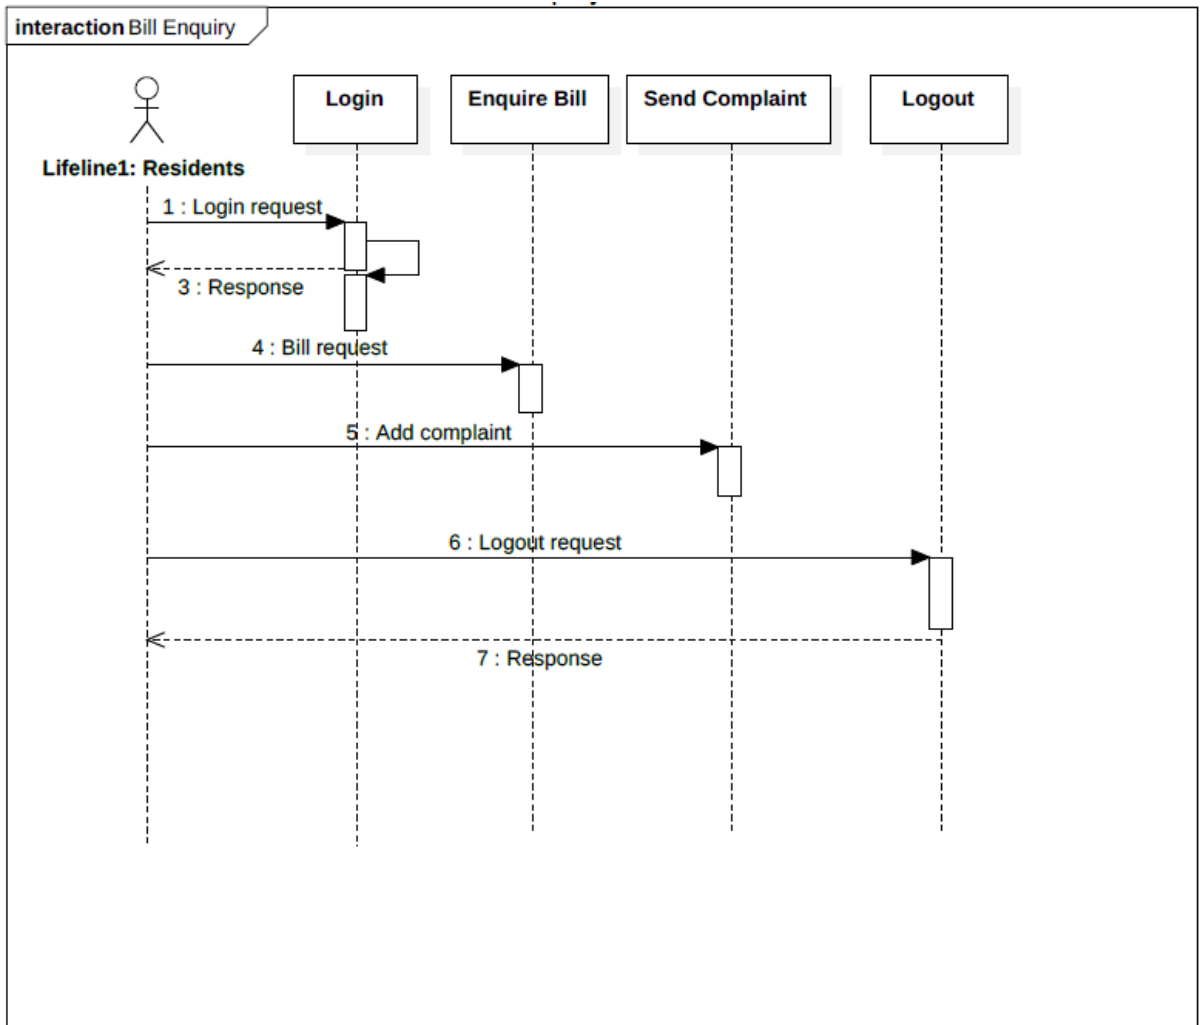 interaction Bill Enquiry
Login
Enquire Bill
Send Complaint
Logout
Lifeline1: Residents
1 : Login request
3 : Response
4 : Bill request
5 : Add complaint
6 : Logout request
7 : Response